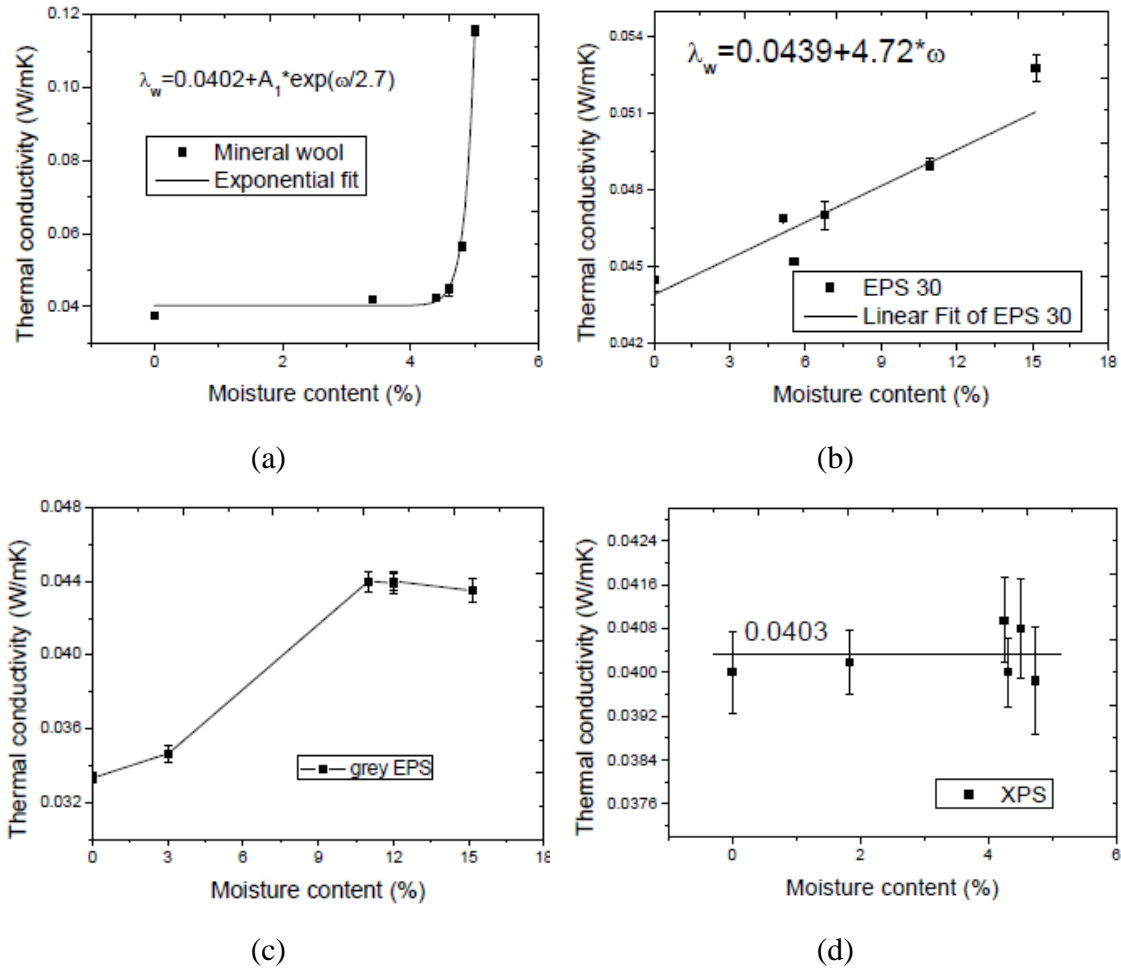 0.12
0.10
0.08
0.06
0.04
Thermal conductivity (W/mK)
λw=0.0402+A1*exp(ω/2.7)
Mineral wool
Exponential fit
0 2 4 6
Moisture content (%)
(a)
0.054
0.051
0.048
0.045
0.042
Thermal conductivity (W/mK)
λw=0.0439+4.72*ω
EPS 30
Linear Fit of EPS 30
0 3 6 9 12 15 18
Moisture content (%)
(b)
0.048
0.044
0.040
0.036
0.032
Thermal conductivity (W/mK)
grey EPS
0 3 6 9 12 15 18
Moisture content (%)
(c)
0.0424
0.0416
0.0408
0.0400
0.0392
0.0384
0.0376
Thermal conductivity (W/mK)
0.0403
XPS
0 2 4 6
Moisture content (%)
(d)